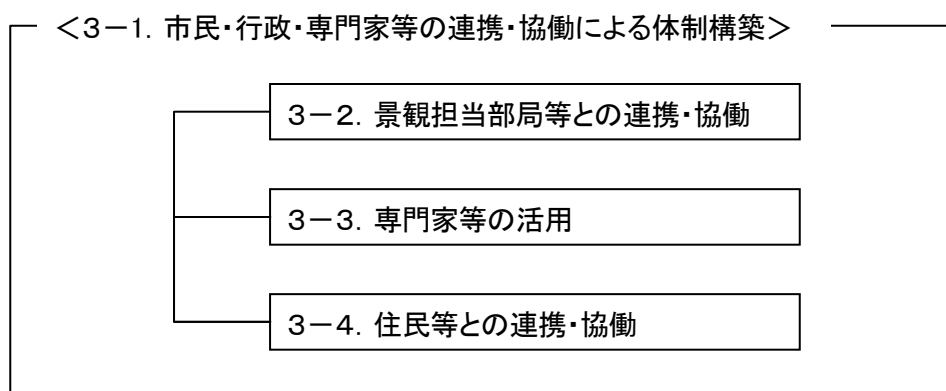 ＜３－１．市民・行政・専門家等の連携・協働による体制構築＞
３－２．景観担当部局等との連携・協働
３－３．専門家等の活用
３－４．住民等との連携・協働